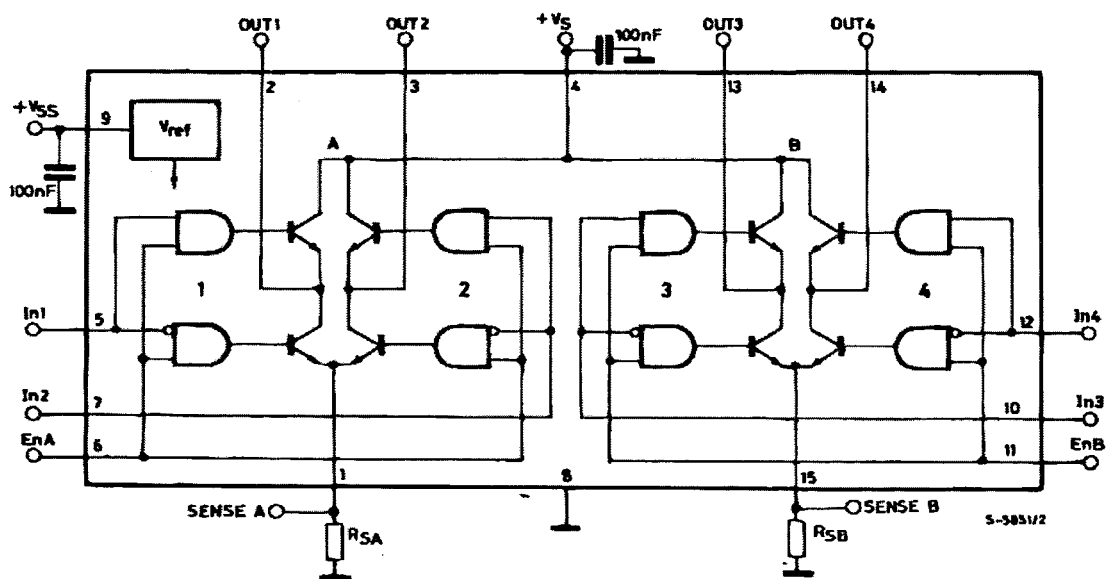 OUT1 OUT2 +VS OUT3 OUT4
100nF
2 3 4 13 14
+VSS 9 Vref
A B
100nF
1 2 3 4
In1 5 12 In4
In2 7 10 In3
EnA 6 11 EnB
1 8 15
SENSE A SENSE B
RSA RSB
S-5851/2